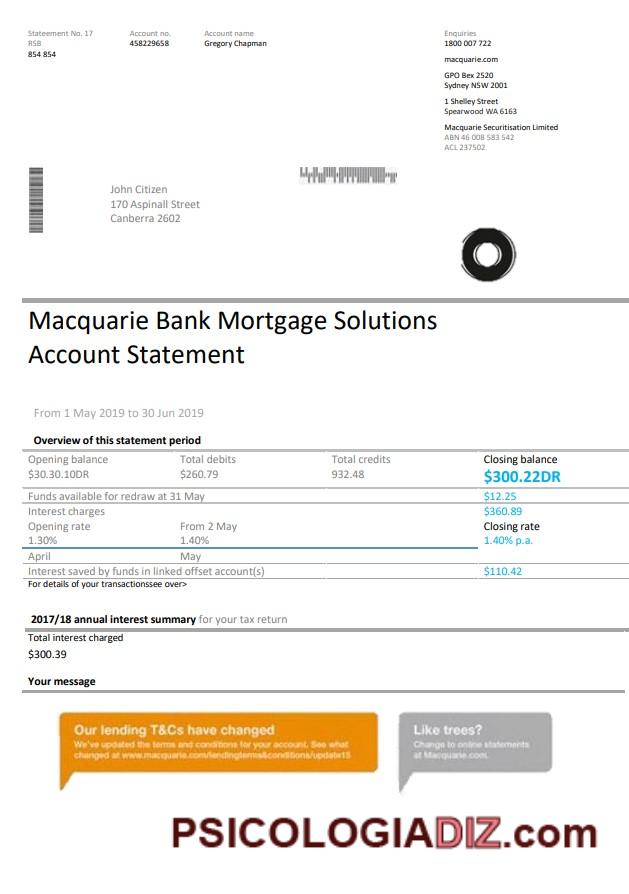 Stateement No. 17
RSB
854 854
Account no.
458229658
Account name
Gregory Chapman
Enquiries
1800 007 722
macquarie.com
GPO Box 2520
Sydney NSW 2001
1 Shelley Street
Spearwood WA 6163
Macquarie Securitisation Limited
ABN 46 008 583 542
ACL 237502
John Citizen
170 Aspinall Street
Canberra 2602
Macquarie Bank Mortgage Solutions
Account Statement
From 1 May 2019 to 30 Jun 2019
Overview of this statement period
Opening balance Total debits Total credits Closing balance
$30.30.10DR $260.79 932.48 $300.22DR
Funds available for redraw at 31 May $12.25
Interest charges $360.89
Opening rate From 2 May Closing rate
1.30% 1.40% 1.40% p.a.
April May
Interest saved by funds in linked offset account(s) $110.42
For details of your transactionssee over>
2017/18 annual interest summary for your tax return
Total interest charged
$300.39
Your message
Our lending T&Cs have changed
We've updated the terms and conditions for your account. See what
changed at www.macquarie.com/lendingterms&conditions/update15
Like trees?
Change to online statements
at Macquarie.com.
PSICOLOGIADIZ.com